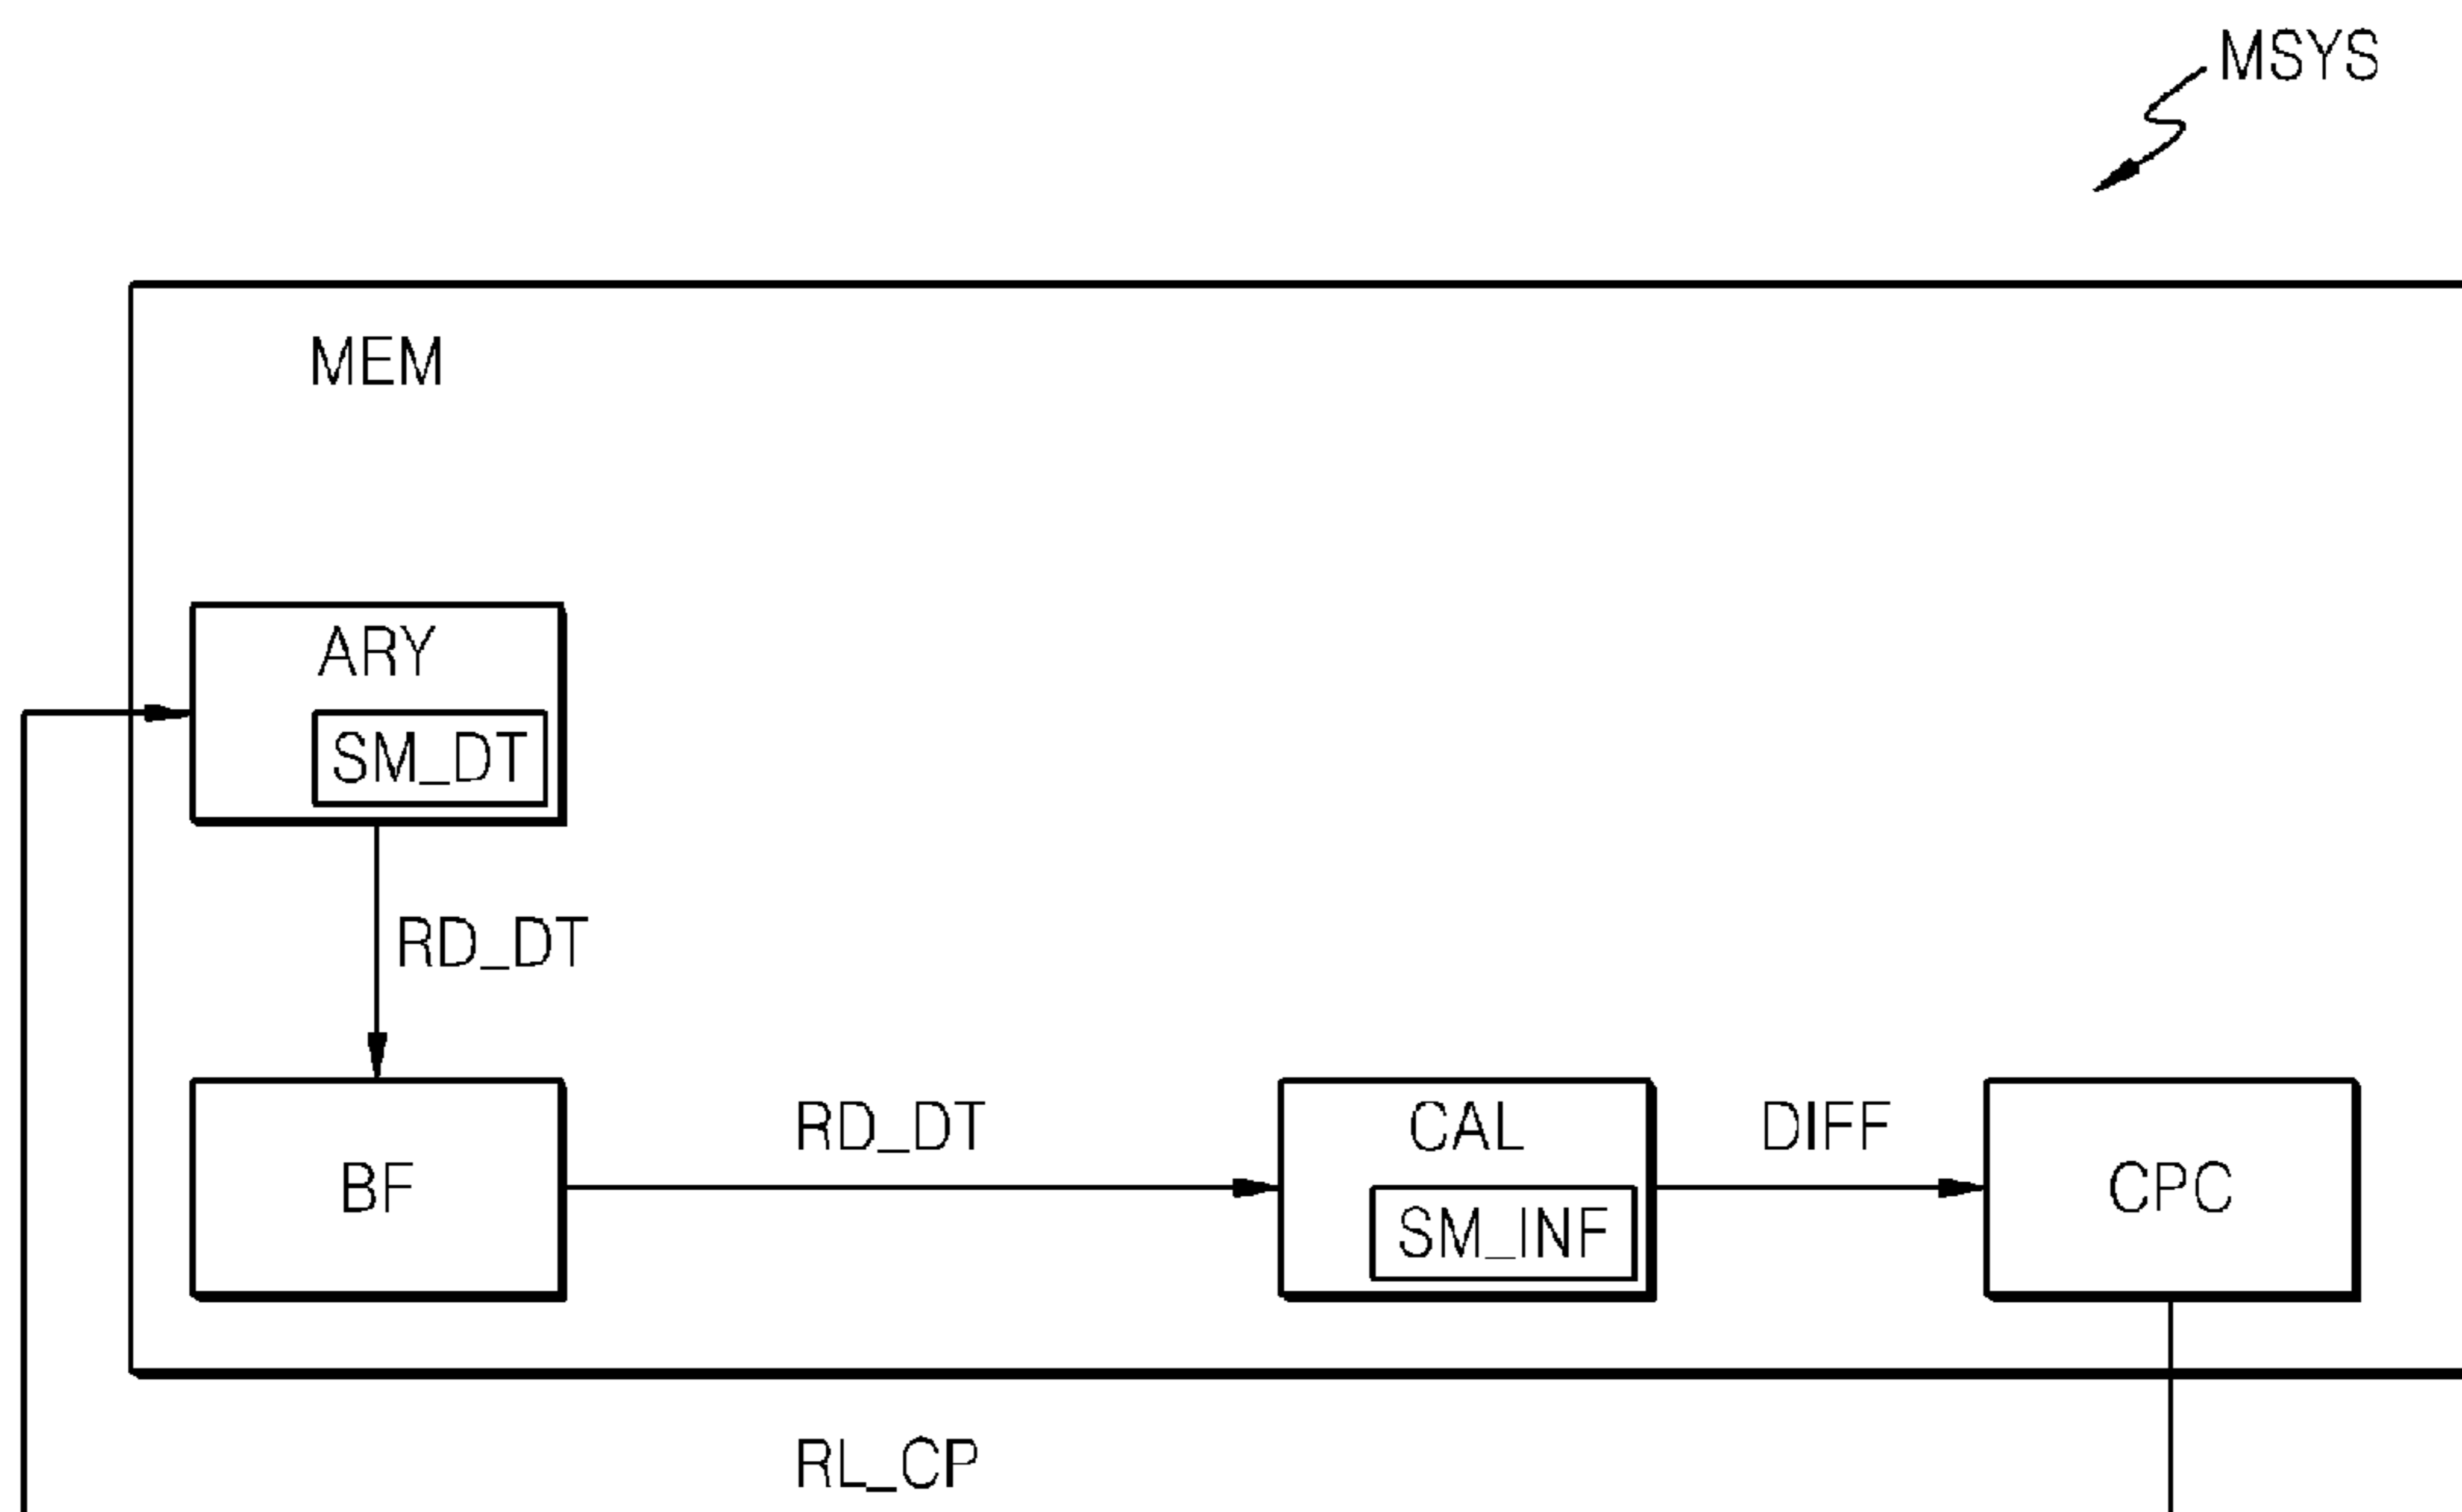 MSYS
MEM
ARY
SM_DT
RD_DT
RD_DT
CAL
DIFF
BF
CPC
SM_INF
RL_CP